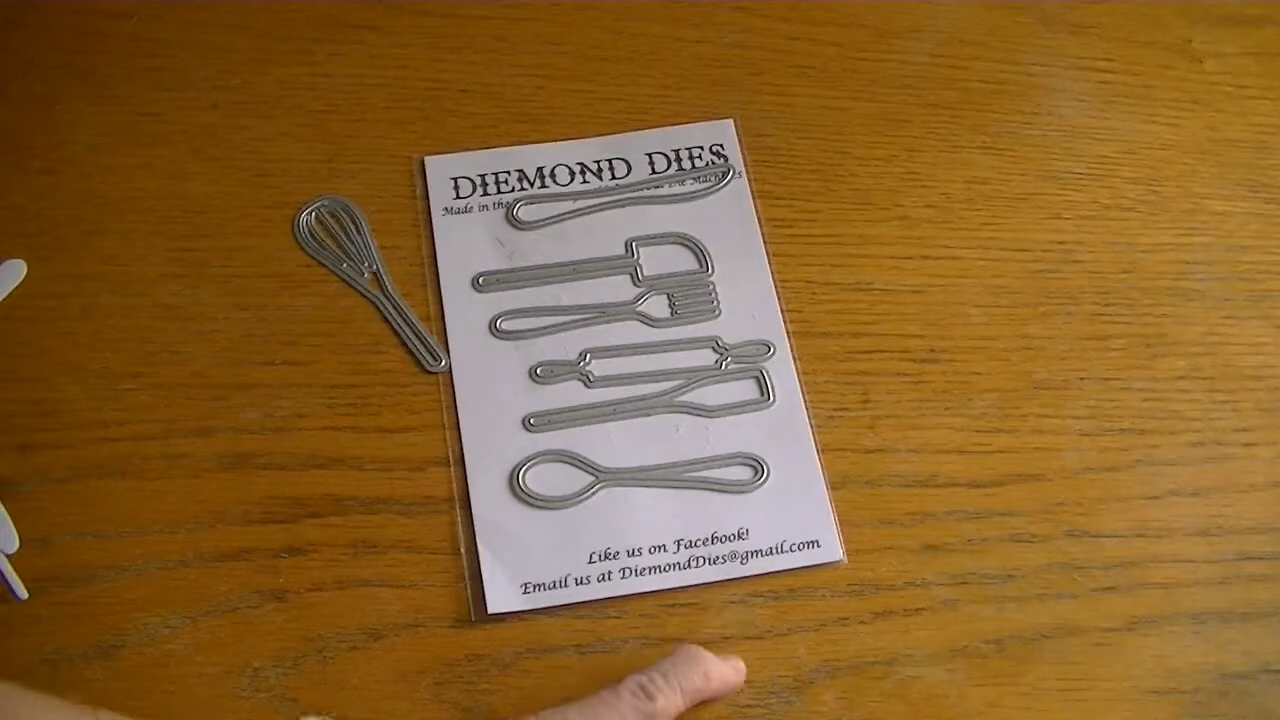 DIEMOND DIES
Made in the
Like us on Facebook!
Email us at DiemondDies@gmail.com